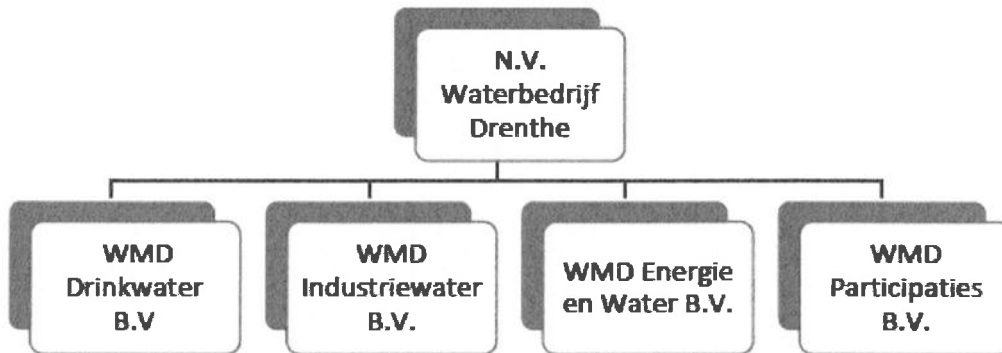 N.V.
Waterbedrijf
Drenthe
WMD
Drinkwater
B.V
WMD
Industriewater
B.V.
WMD Energie
en Water B.V.
WMD
Participaties
B.V.